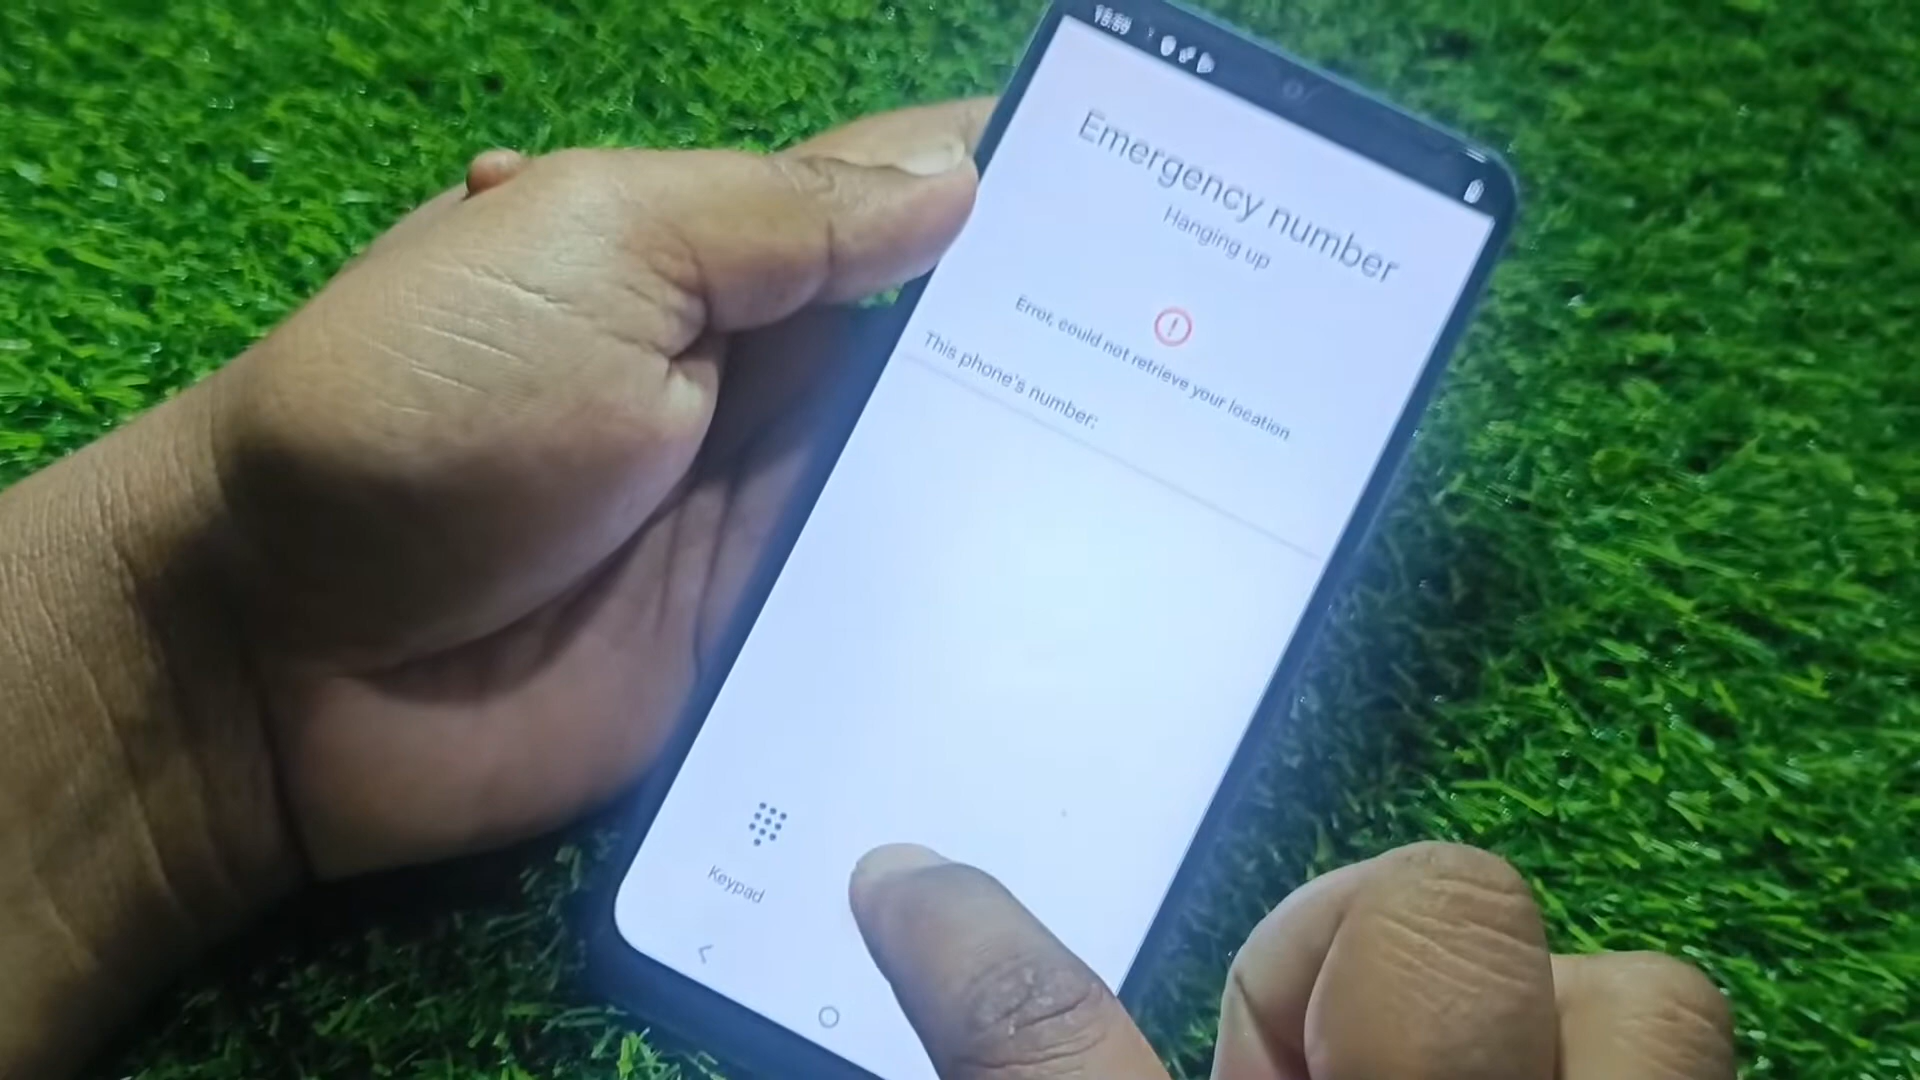 Emergency number
Hanging up
Error, could not retrieve your location
This phone's number:
Keypad